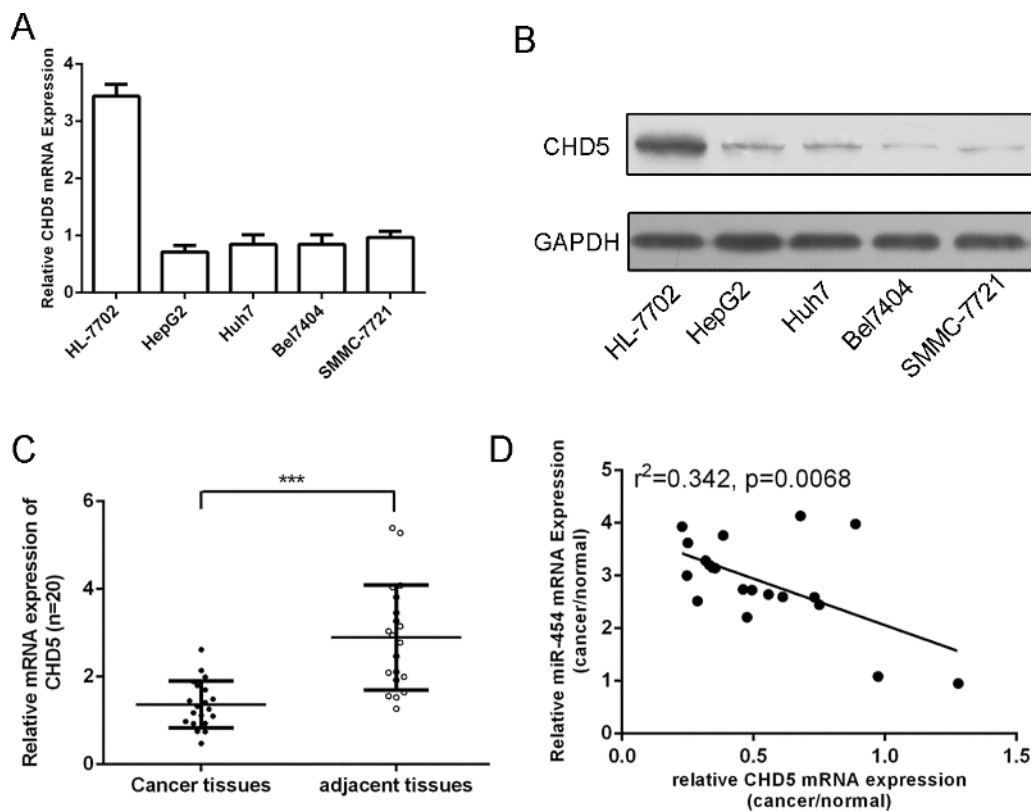 A
Relative CHD5 mRNA Expression
4
3
2
1
0
HL-7702
HepG2
Huh7
Bel7404
SMMC-7721
B
CHD5
GAPDH
HL-7702
HepG2
Huh7
Bel7404
SMMC-7721
C
Relative mRNA expression of
CHD5 (n=20)
6
4
2
0
***
Cancer tissues
adjacent tissues
D
Relative miR-454 mRNA Expression
(cancer/normal)
5
4
3
2
1
0
r²=0.342, p=0.0068
0.0
0.5
1.0
1.5
relative CHD5 mRNA expression
(cancer/normal)